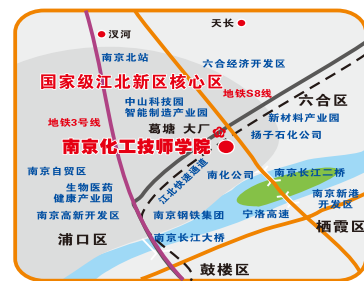 天长
汊河
南京北站
六合经济开发区
国家级江北新区核心区
地铁S8线
中山科技园
智能制造产业园
六合区
新材料产业园
地铁3号线
葛塘 大厂
扬子石化公司
南京化工技师学院
南京自贸区
江北快速通道
南化公司
南京长江二桥
生物医药
健康产业园
南京新港
开发区
南京高新开发区
南京钢铁集团
宁洛高速
栖霞区
浦口区
南京长江大桥
鼓楼区